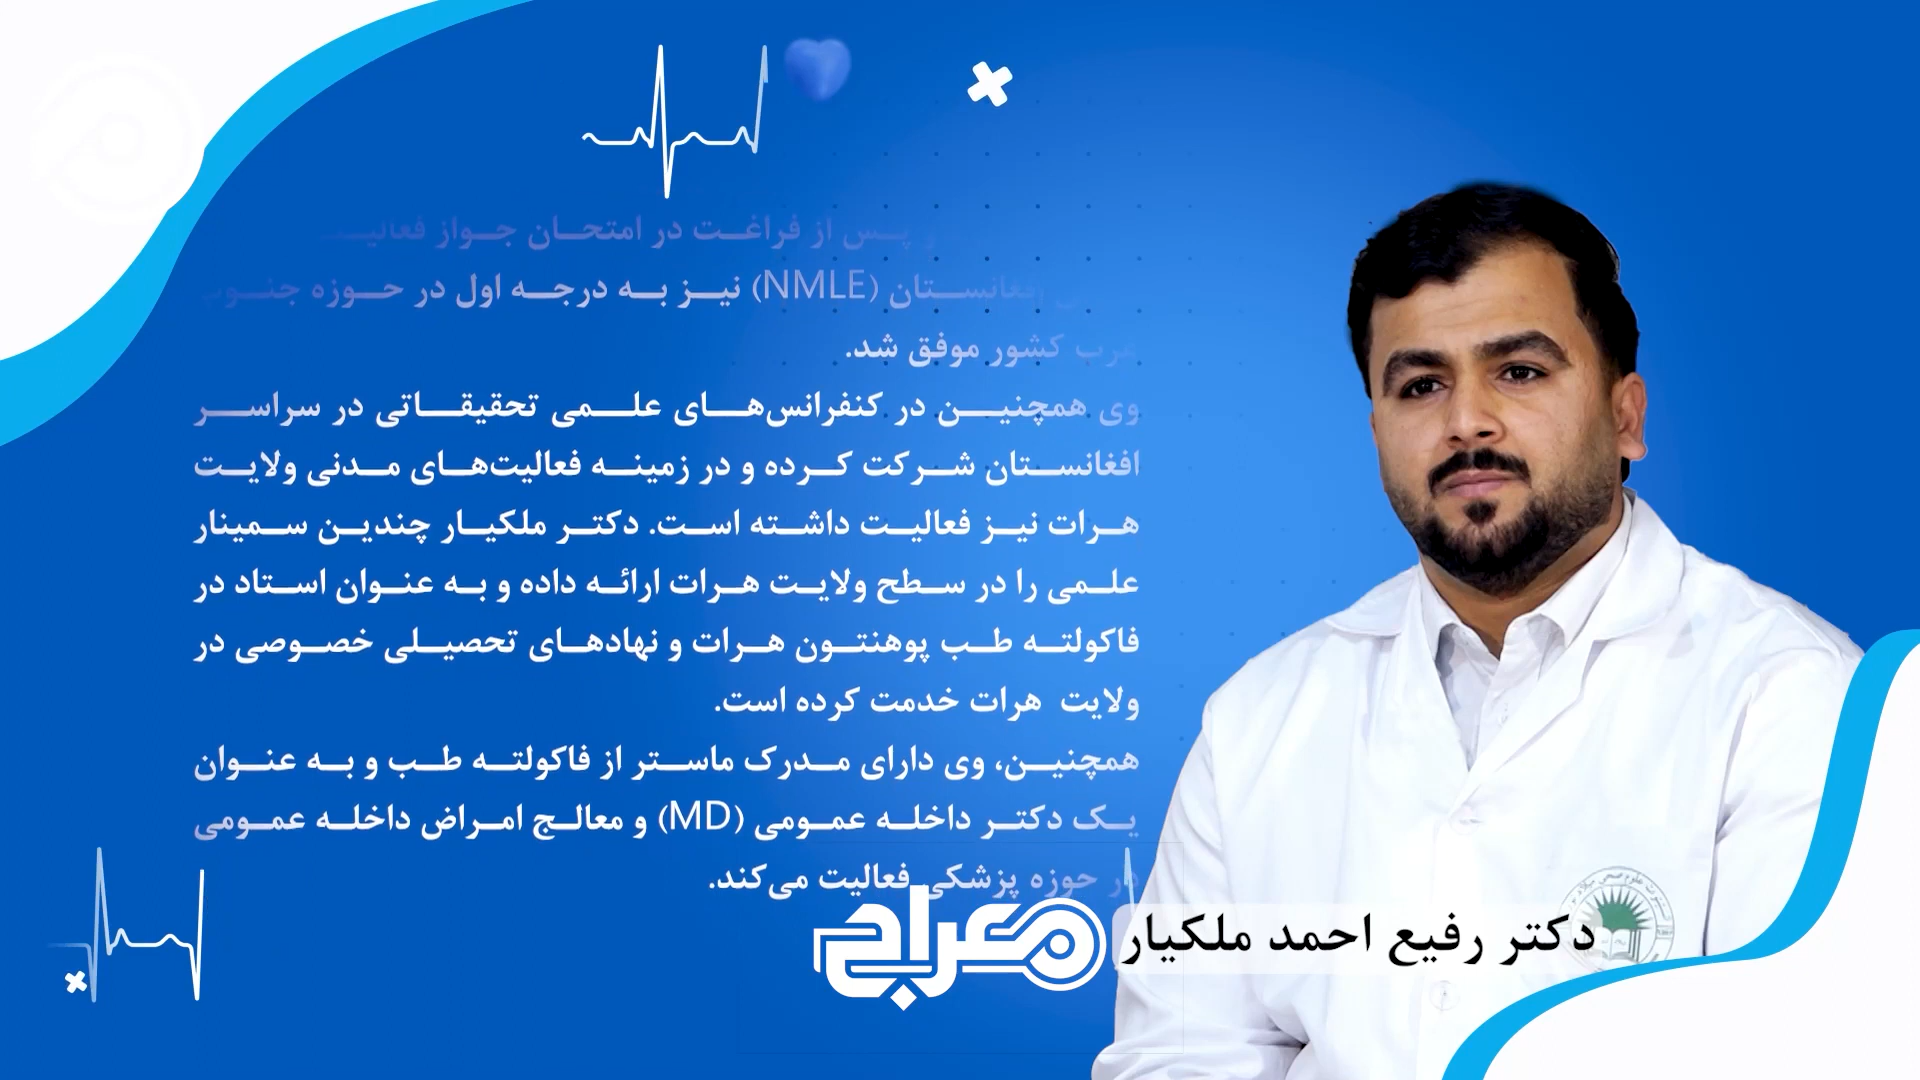 پس از فراغت در امتحان جواز
افغانستان (NMLE) نیز به درجه اول در حوزه
غرب کشور موفق شد.
وی همچنین در کنفرانس‌های علمی تحقیقاتی در سراسر
افغانستان شرکت کرده و در زمینه فعالیت‌های مدنی ولایت
هرات نیز فعالیت داشته است. دکتر ملکیار چندین سمینار
علمی را در سطح ولایت هرات ارائه داده و به عنوان استاد در
فاکولته طب پوهنتون هرات و نهادهای تحصیلی خصوصی در
ولایت هرات خدمت کرده است.
همچنین، وی دارای مدرک ماستر از فاکولته طب و به عنوان
یک دکتر داخله عمومی (MD) و معالج امراض داخله عمومی
در حوزه پزشکی فعالیت می‌کند.
معراج
دکتر رفیع احمد ملکیار